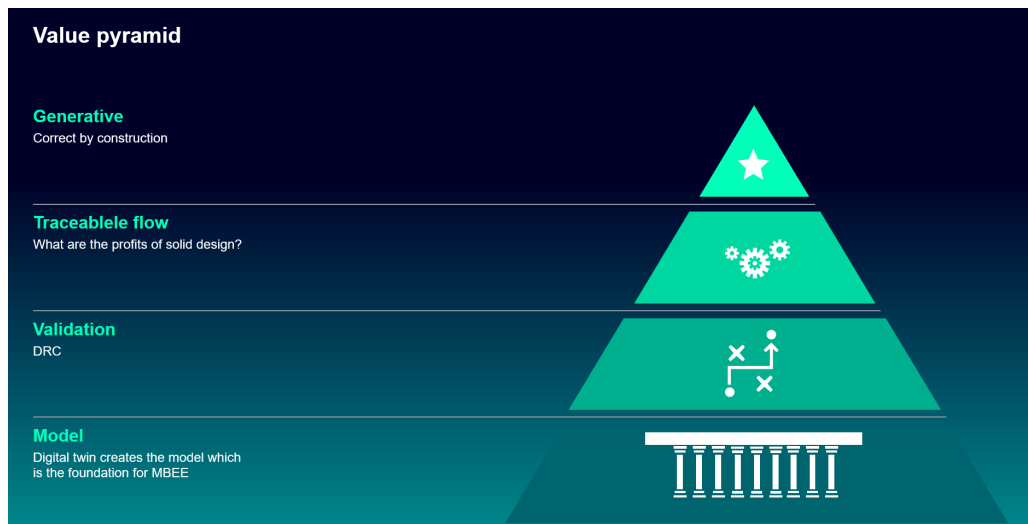 Value pyramid
Generative
Correct by construction
Traceablele flow
What are the profits of solid design?
Validation
DRC
Model
Digital twin creates the model which
is the foundation for MBEE